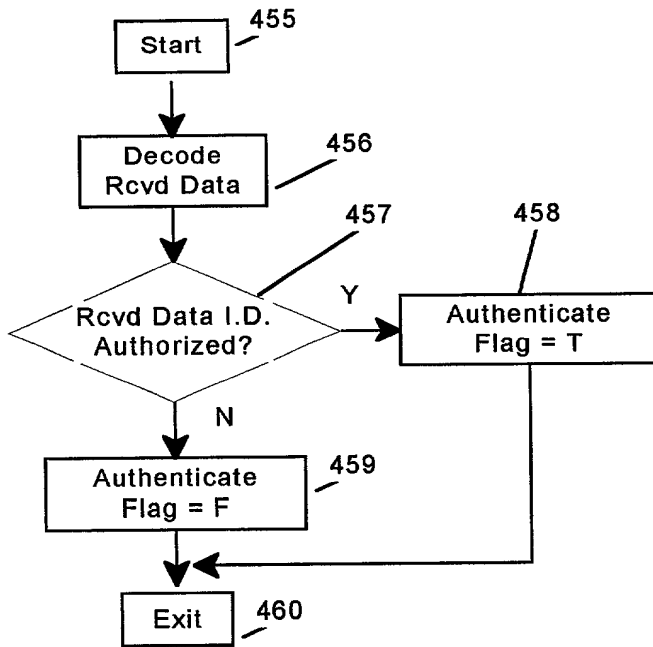 455
Start
Decode
Rcvd Data
456
457
458
Rcvd Data I.D.
Authorized?
Y
Authenticate
Flag = T
N
Authenticate
Flag = F
459
Exit
460